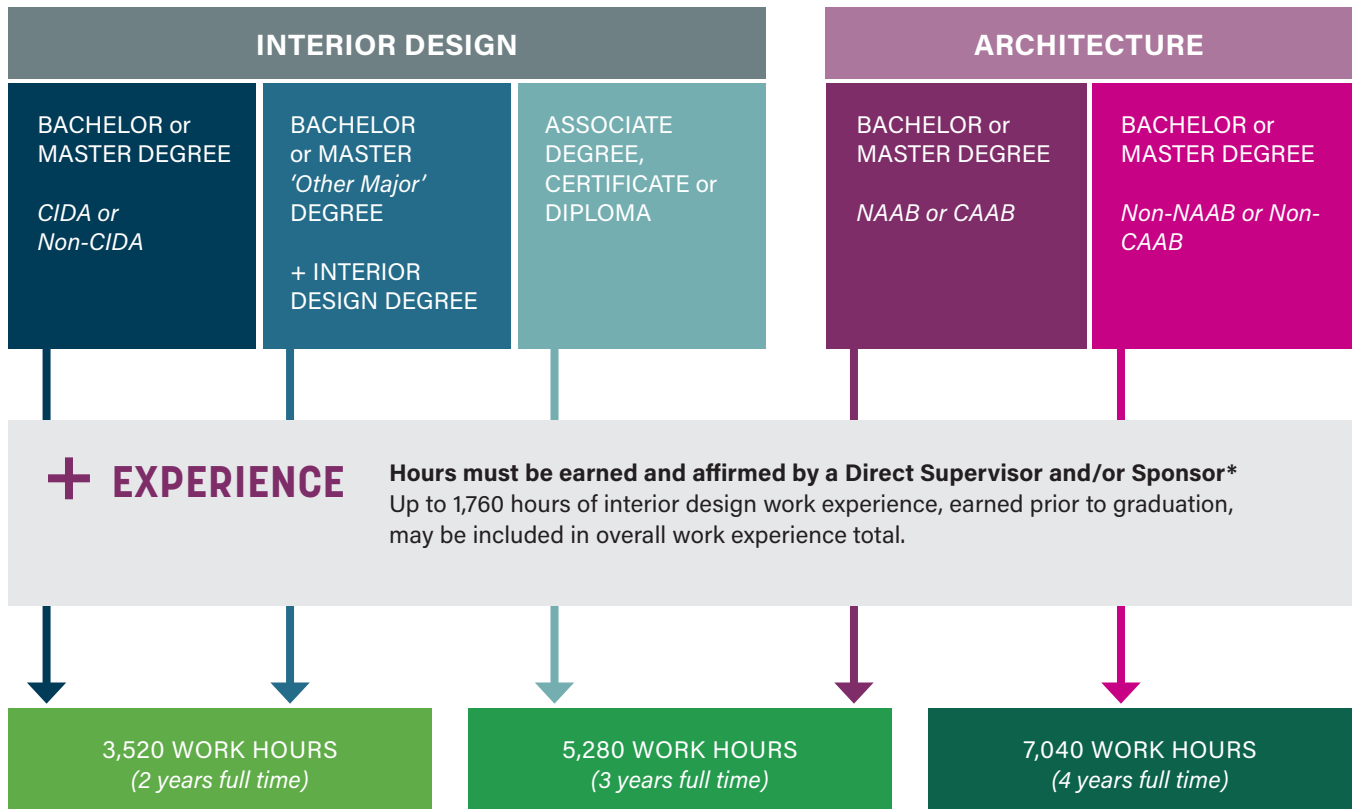 INTERIOR DESIGN
BACHELOR or
MASTER DEGREE
CIDA or
Non-CIDA
BACHELOR
or MASTER
'Other Major'
DEGREE
+ INTERIOR
DESIGN DEGREE
ASSOCIATE
DEGREE,
CERTIFICATE or
DIPLOMA
ARCHITECTURE
BACHELOR or
MASTER DEGREE
NAAB or CAAB
BACHELOR or
MASTER DEGREE
Non-NAAB or Non-
CAAB
+ EXPERIENCE
Hours must be earned and affirmed by a Direct Supervisor and/or Sponsor*
Up to 1,760 hours of interior design work experience, earned prior to graduation,
may be included in overall work experience total.
3,520 WORK HOURS
(2 years full time)
5,280 WORK HOURS
(3 years full time)
7,040 WORK HOURS
(4 years full time)